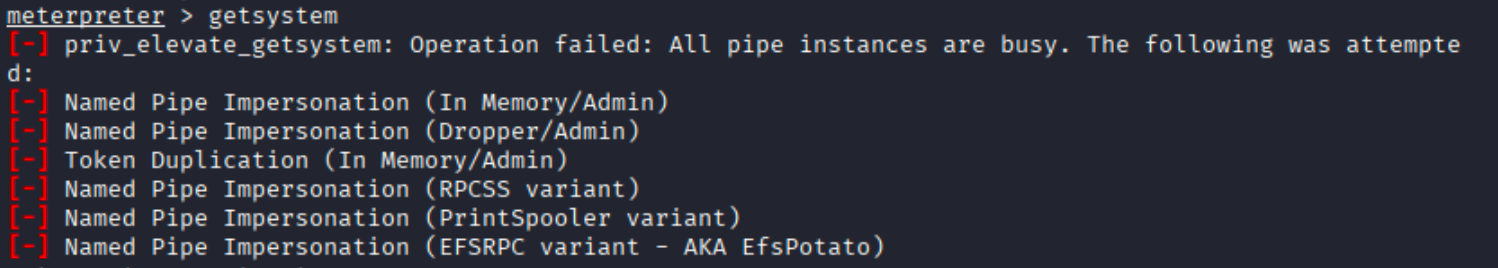 meterpreter > getsystem
[-] priv_elevate_getsystem: Operation failed: All pipe instances are busy. The following was attempte
d:
[-] Named Pipe Impersonation (In Memory/Admin)
[-] Named Pipe Impersonation (Dropper/Admin)
[-] Token Duplication (In Memory/Admin)
[-] Named Pipe Impersonation (RPCSS variant)
[-] Named Pipe Impersonation (PrintSpooler variant)
[-] Named Pipe Impersonation (EFSRPC variant - AKA EfsPotato)